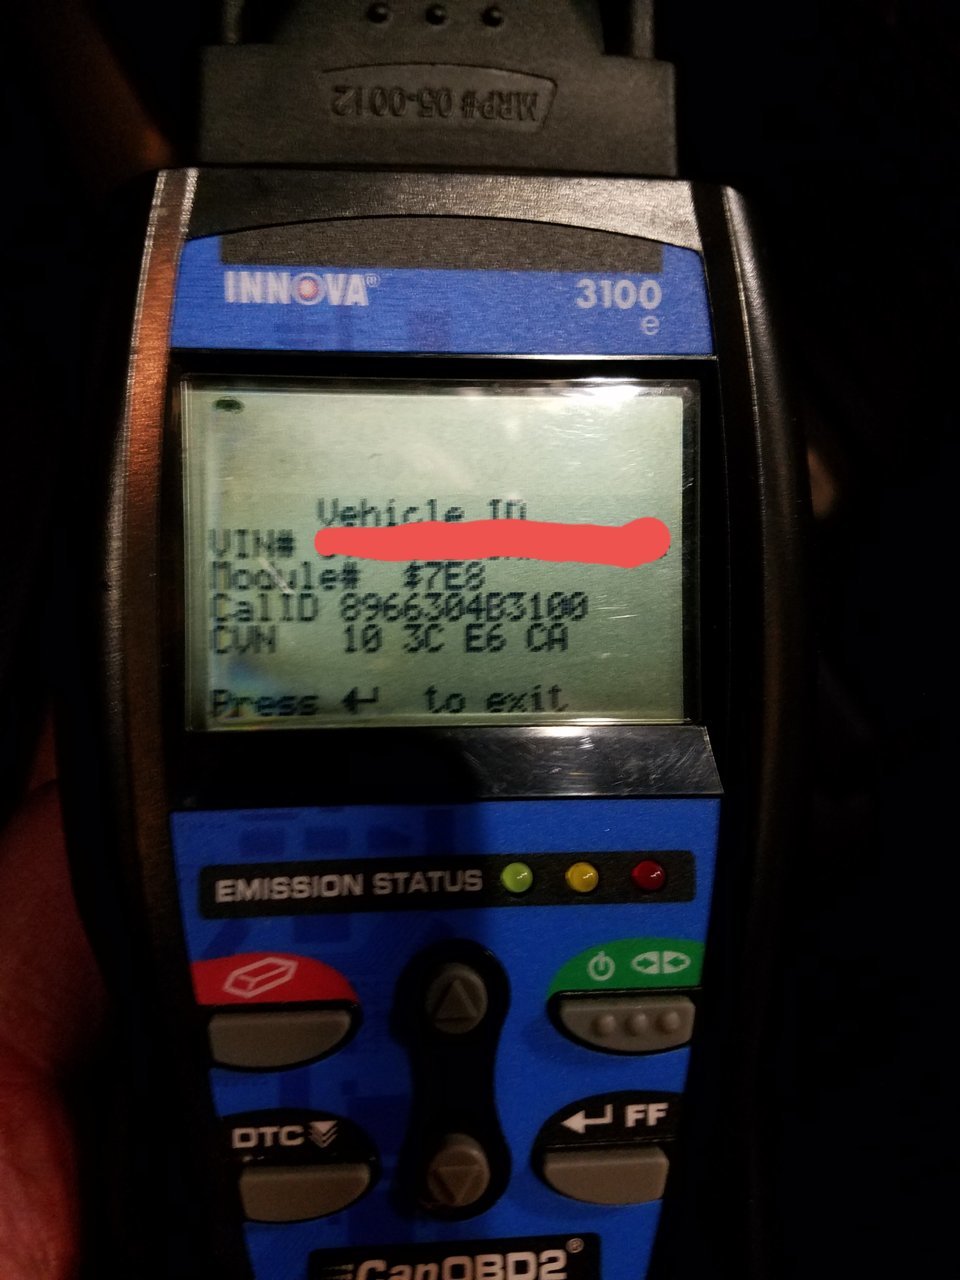 MRP# 05-0012
INNOVA® 3100
e
Vehicle ID
VIN#
Module# $7E8
CalID 8966304B3100
CVN 10 3C E6 CA
Press ↵ to exit
EMISSION STATUS
DTC
FF
CanOBD2®